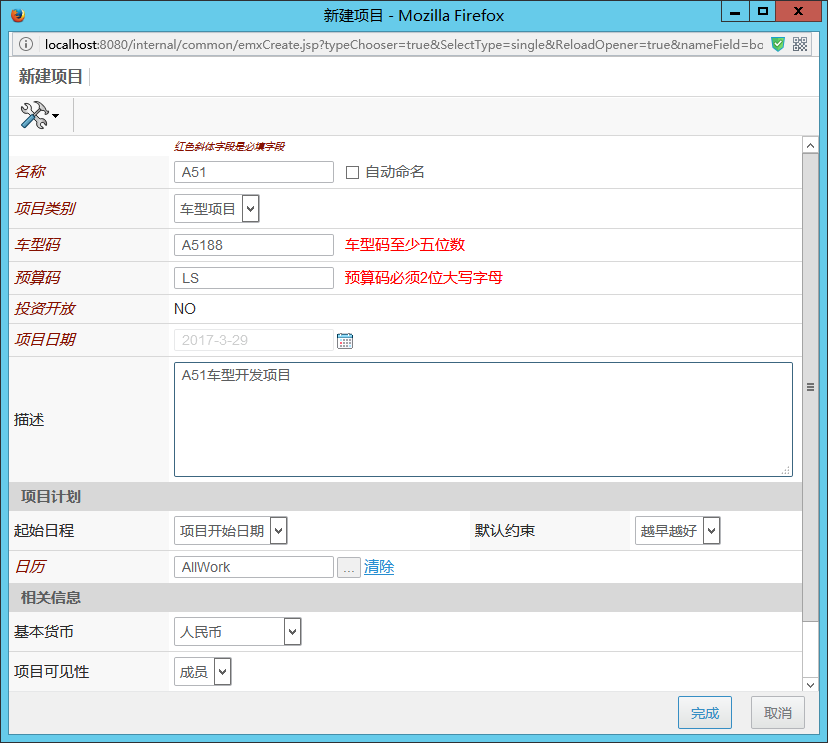 新建项目 - Mozilla Firefox
localhost:8080/internal/common/emxCreate.jsp?typeChooser=true&SelectType=single&ReloadOpener=true&nameField=bo
新建项目
红色斜体字段是必填字段
名称 A51 自动命名
项目类别 车型项目
车型码 A5188 车型码至少五位数
预算码 LS 预算码必须2位大写字母
投资开放 NO
项目日期 2017-3-29
描述 A51车型开发项目
项目计划
起始日程 项目开始日期 默认约束 越早越好
日历 AllWork ... 清除
相关信息
基本货币 人民币
项目可见性 成员
完成 取消